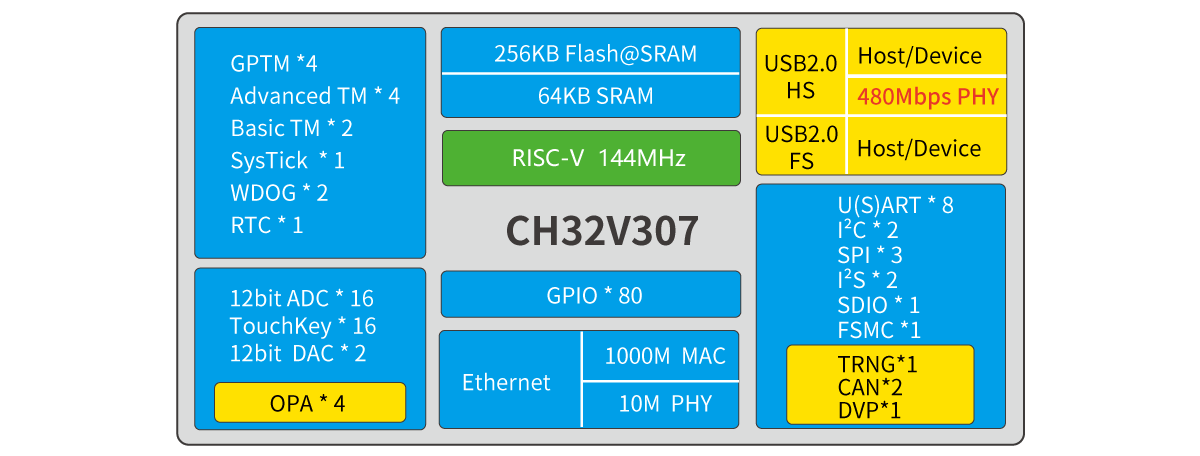 GPTM *4
Advanced TM * 4
Basic TM * 2
SysTick * 1
WDOG * 2
RTC * 1
12bit ADC * 16
TouchKey * 16
12bit DAC * 2
OPA * 4
256KB Flash@SRAM
64KB SRAM
RISC-V 144MHz
CH32V307
GPIO * 80
Ethernet
1000M MAC
10M PHY
USB2.0
HS
Host/Device
480Mbps PHY
USB2.0
FS
Host/Device
U(S)ART * 8
I²C * 2
SPI * 3
I²S * 2
SDIO * 1
FSMC *1
TRNG*1
CAN*2
DVP*1